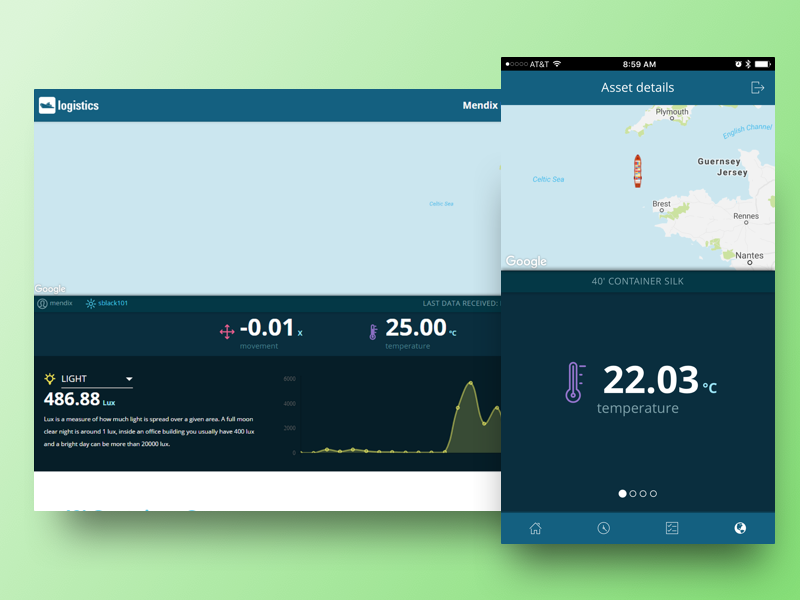 logistics
Mendix
Celtic Sea
Google
mendix
sblack101
LAST DATA RECEIVED:
-0.01 x
movement
25.00 °C
temperature
LIGHT
486.88 Lux
Lux is a measure of how much light is spread over a given area. A full moon
clear night is around 1 lux, inside an office building you usually have 400 lux
and a bright day can be more than 20000 lux.
6000
4000
2000
0
AT&T
8:59 AM
Asset details
Plymouth
English Channel
Guernsey
Jersey
Celtic Sea
Brest
Rennes
Nantes
Google
40' CONTAINER SILK
22.03 °C
temperature